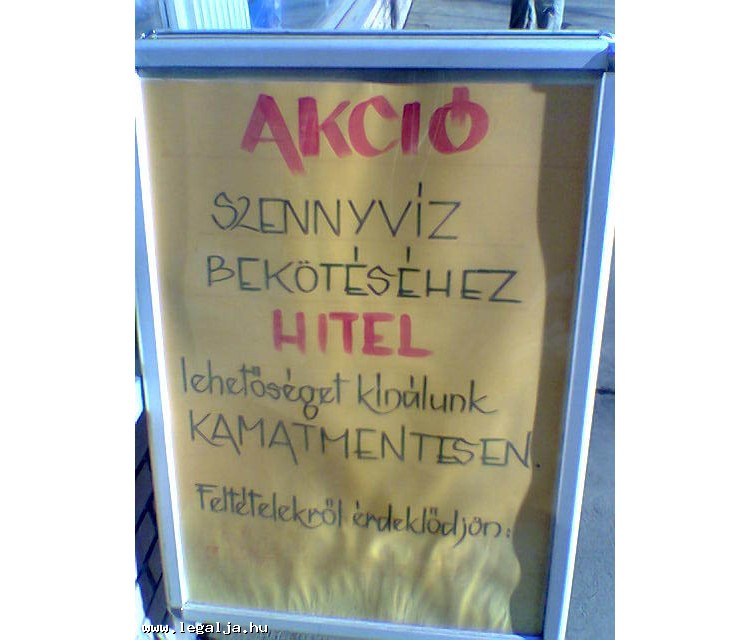 AKCIÓ
SZENNYVÍZ
BEKÖTÉSÉHEZ
HITEL
lehetőséget kínálunk
KAMATMENTESEN.
Feltételekről érdeklődjön:
www.legalja.hu